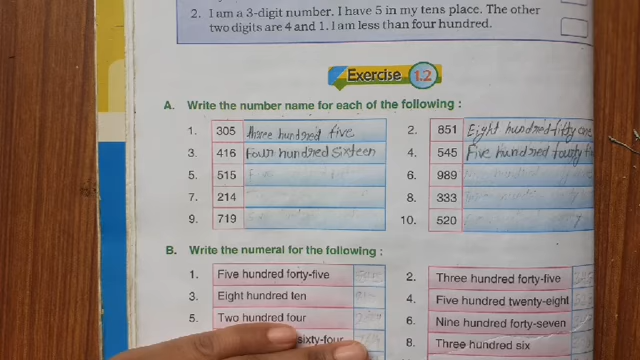 2. I am a 3-digit number. I have 5 in my tens place. The other
two digits are 4 and 1. I am less than four hundred.
Exercise 1.2
A. Write the number name for each of the following :
1. 305 three hundred five 2. 851 Eight hundred fifty one
3. 416 Four hundred sixteen 4. 545 Five hundred
5. 515 6. 989
7. 214 8. 333
9. 719 10. 520
B. Write the numeral for the following :
1. Five hundred forty-five 2. Three hundred forty-five
3. Eight hundred ten 4. Five hundred twenty-eight
5. Two hundred four 6. Nine hundred forty-seven
sixty-four 8. Three hundred six